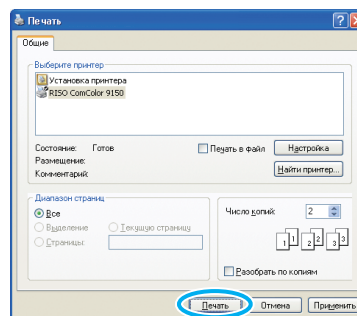 Печать
Общие
Выберите принтер
Установка принтера
RISO ComColor 9150
Состояние: Готов
Печать в файл
Настройка
Размещение:
Комментарий:
Найти принтер...
Диапазон страниц
Все
Выделение
Текущую страницу
Страницы:
Число копий: 2
1 1 2 2 3 3
Разобрать по копиям
Печать
Отмена
Применить